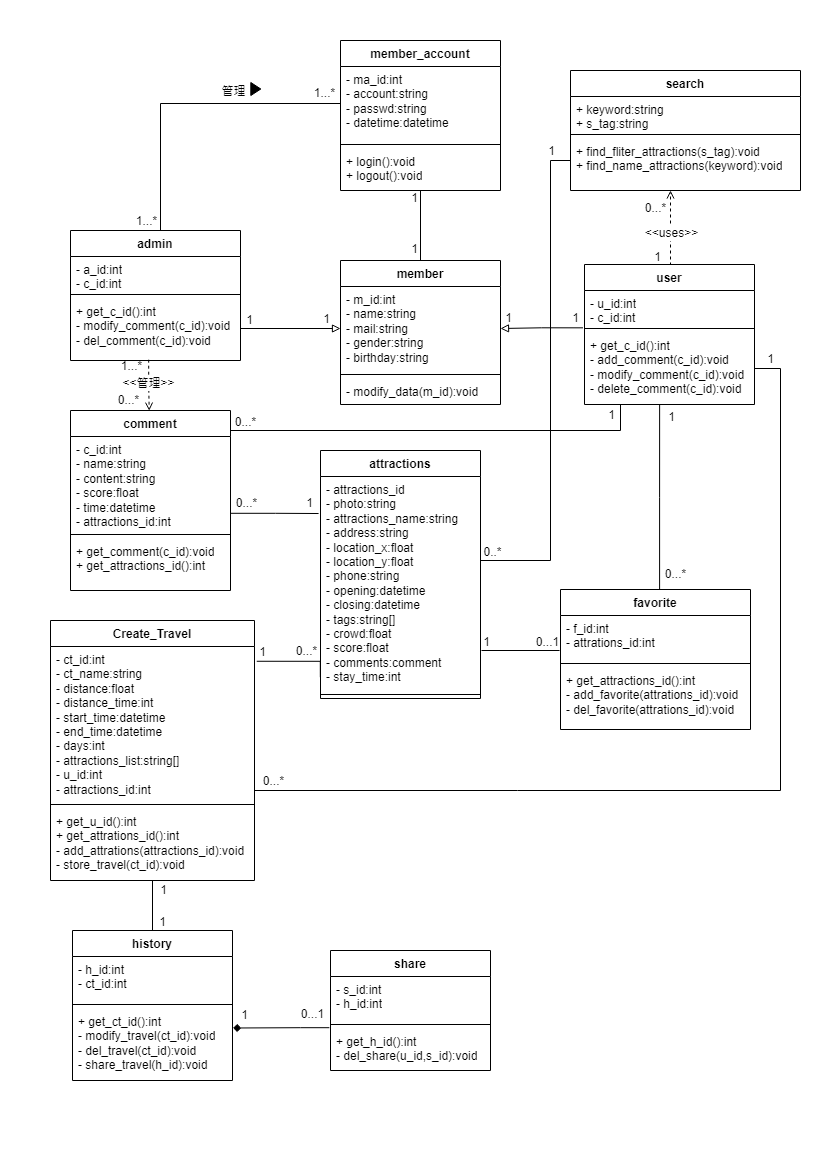 member_account
- ma_id:int
- account:string
- passwd:string
- datetime:datetime
+ login():void
+ logout():void
管理
1...*
1...*
search
+ keyword:string
+ s_tag:string
+ find_fliter_attractions(s_tag):void
+ find_name_attractions(keyword):void
1
0...*
<<uses>>
1
1
1
admin
- a_id:int
- c_id:int
+ get_c_id():int
- modify_comment(c_id):void
- del_comment(c_id):void
1
1
member
- m_id:int
- name:string
- mail:string
- gender:string
- birthday:string
- modify_data(m_id):void
1
1
user
- u_id:int
- c_id:int
+ get_c_id():int
- add_comment(c_id):void
- modify_comment(c_id):void
- delete_comment(c_id):void
1
1...*
<<管理>>
0...*
comment
- c_id:int
- name:string
- content:string
- score:float
- time:datetime
- attractions_id:int
+ get_comment(c_id):void
+ get_attractions_id():int
0...*
1
1
0...*
1
attractions
- attractions_id
- photo:string
- attractions_name:string
- address:string
- location_x:float
- location_y:float
- phone:string
- opening:datetime
- closing:datetime
- tags:string[]
- crowd:float
- score:float
- comments:comment
- stay_time:int
0..*
0...*
1
0...1
favorite
- f_id:int
- attrations_id:int
+ get_attractions_id():int
- add_favorite(attrations_id):void
- del_favorite(attrations_id):void
Create_Travel
- ct_id:int
- ct_name:string
- distance:float
- distance_time:int
- start_time:datetime
- end_time:datetime
- days:int
- attractions_list:string[]
- u_id:int
- attractions_id:int
+ get_u_id():int
+ get_attrations_id():int
- add_attrations(attractions_id):void
- store_travel(ct_id):void
1
0...*
0...*
1
1
history
- h_id:int
- ct_id:int
+ get_ct_id():int
- modify_travel(ct_id):void
- del_travel(ct_id):void
- share_travel(h_id):void
1
0...1
share
- s_id:int
- h_id:int
+ get_h_id():int
- del_share(u_id,s_id):void